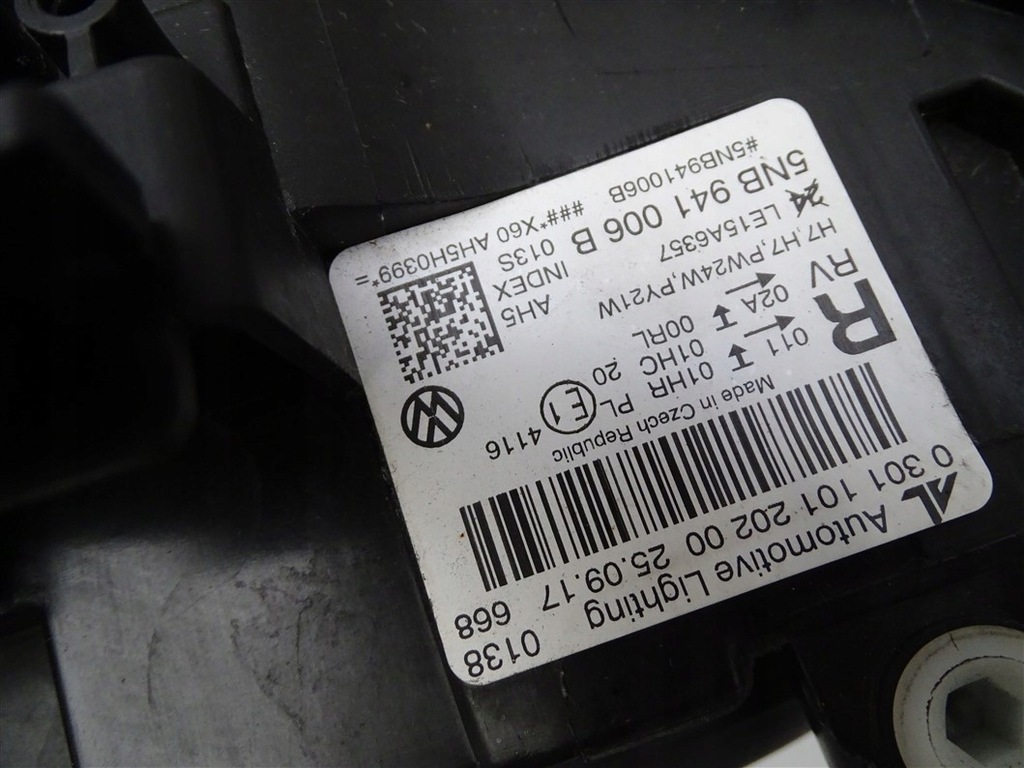 AL Automotive Lighting 0138
0 301 101 202 00 25.09.17 668
Made in Czech Republic
R
RV
011 01HR PL E1 4116
02A 01HC 20
00RL
H7,H7,PW24W,PY21W
24 LE15A6357
AH5
INDEX
5NB 941 006 B 013S
#5NB941006B ###*X60 AH5H0399*=